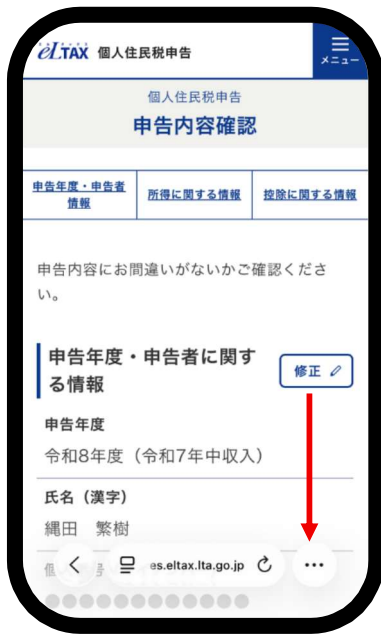 eLTAX 個人住民税申告
メニュー
個人住民税申告
申告内容確認
申告年度・申告者
情報
所得に関する情報
控除に関する情報
申告内容にお間違いがないかご確認くださ
い。
申告年度・申告者に関す
る情報
修正
申告年度
令和8年度（令和7年中収入）
氏名（漢字）
縄田 繁樹
es.eltax.lta.go.jp